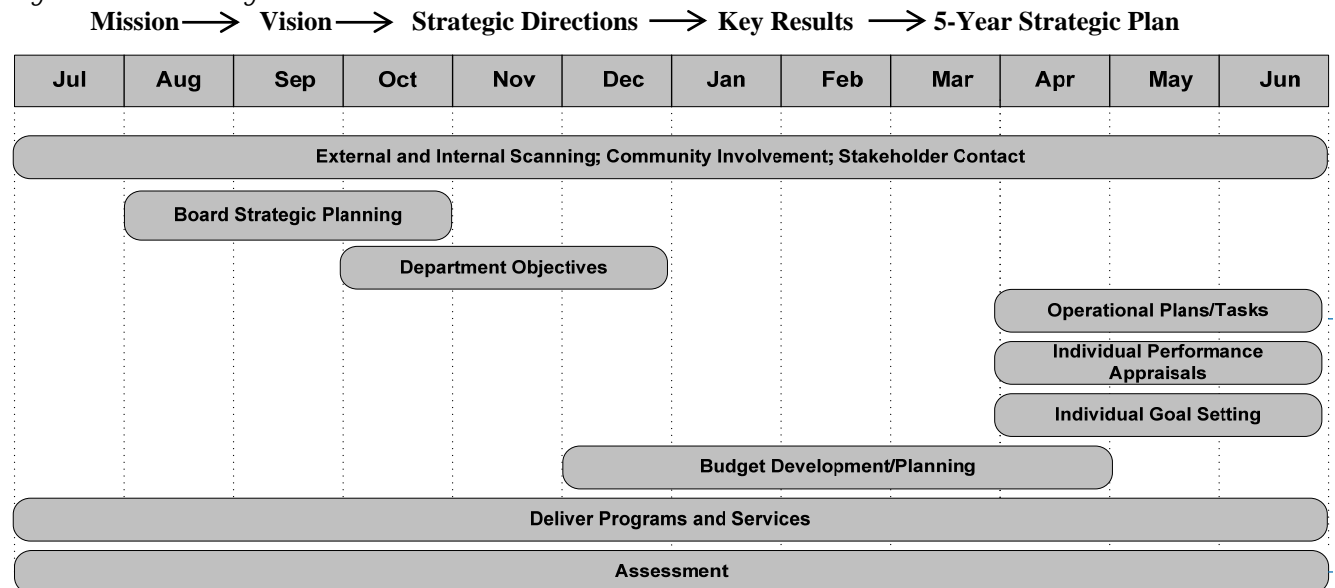 Mission → Vision → Strategic Directions → Key Results → 5-Year Strategic Plan
Jul Aug Sep Oct Nov Dec Jan Feb Mar Apr May Jun
External and Internal Scanning; Community Involvement; Stakeholder Contact
Board Strategic Planning
Department Objectives
Operational Plans/Tasks
Individual Performance
Appraisals
Individual Goal Setting
Budget Development/Planning
Deliver Programs and Services
Assessment